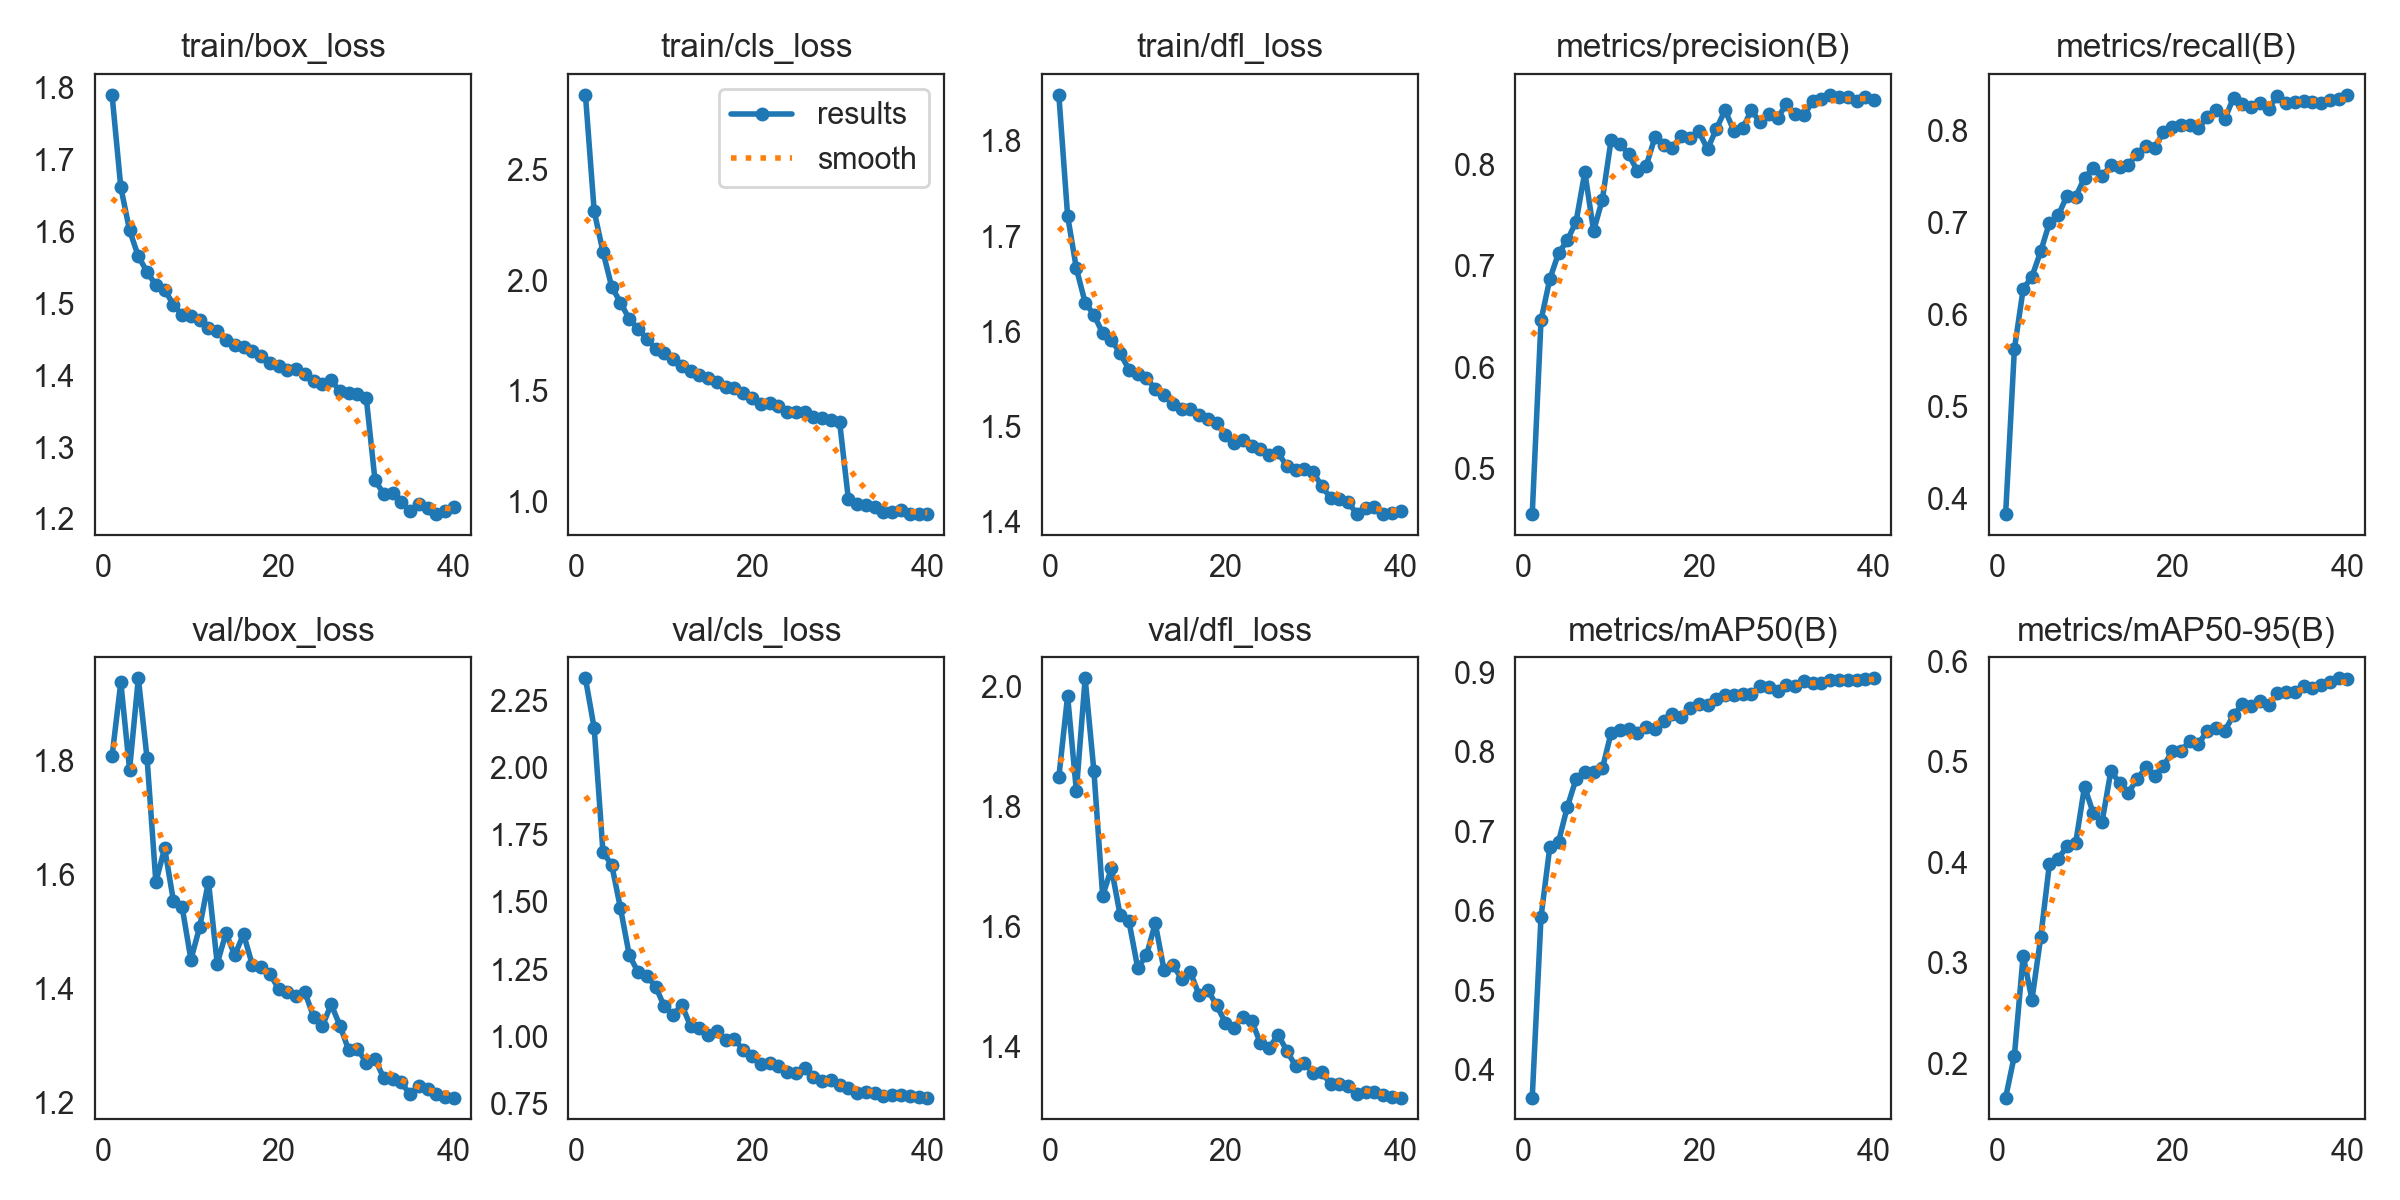 train/box_loss
1.8
1.7
1.6
1.5
1.4
1.3
1.2
0 20 40
train/cls_loss
results
smooth
2.5
2.0
1.5
1.0
0 20 40
train/dfl_loss
1.8
1.7
1.6
1.5
1.4
0 20 40
metrics/precision(B)
0.8
0.7
0.6
0.5
0 20 40
metrics/recall(B)
0.8
0.7
0.6
0.5
0.4
0 20 40
val/box_loss
1.8
1.6
1.4
1.2
0 20 40
val/cls_loss
2.25
2.00
1.75
1.50
1.25
1.00
0.75
0 20 40
val/dfl_loss
2.0
1.8
1.6
1.4
0 20 40
metrics/mAP50(B)
0.9
0.8
0.7
0.6
0.5
0.4
0 20 40
metrics/mAP50-95(B)
0.6
0.5
0.4
0.3
0.2
0 20 40